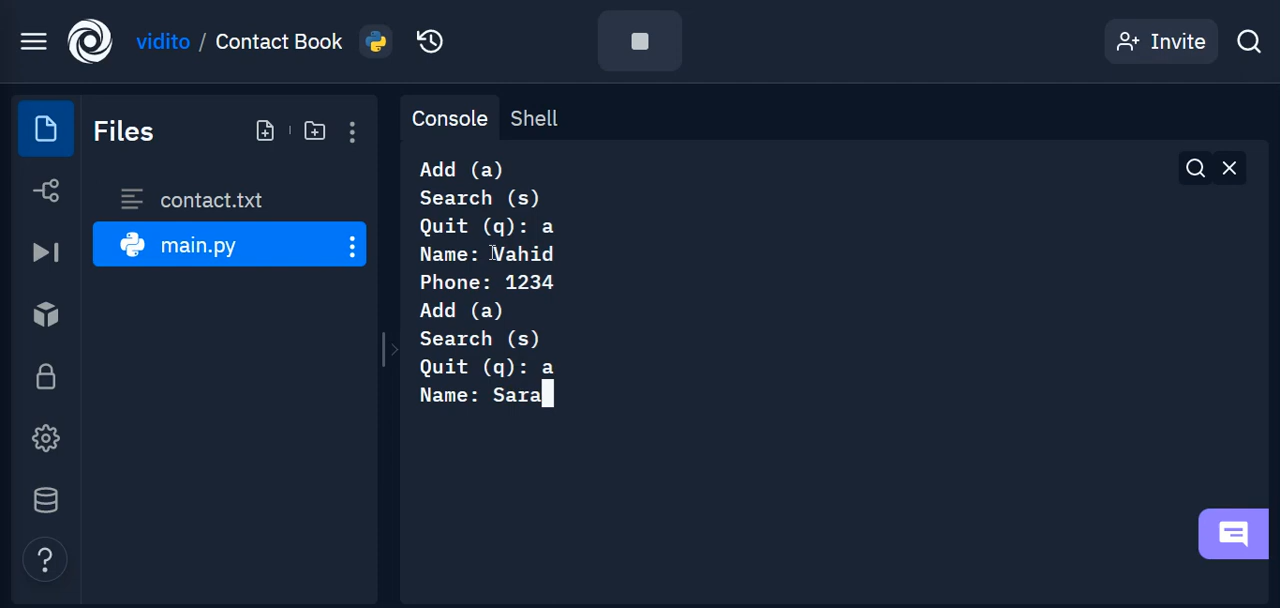 vidito / Contact Book
Invite
Files
contact.txt
main.py
Console
Shell
Add (a)
Search (s)
Quit (q): a
Name: Vahid
Phone: 1234
Add (a)
Search (s)
Quit (q): a
Name: Sara
?